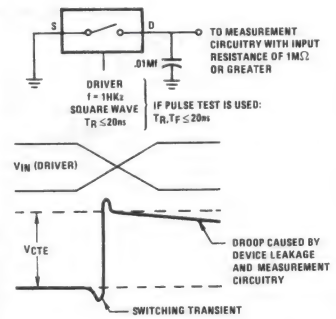 S
D
TO MEASUREMENT
CIRCUITRY WITH INPUT
RESISTANCE OF 1MΩ
OR GREATER
.01Mf
DRIVER
f = 1HKz
SQUARE WAVE
TR ≤20ns
IF PULSE TEST IS USED:
TR,TF ≤20ns
VIN (DRIVER)
VCTE
DROOP CAUSED BY
DEVICE LEAKAGE
AND MEASUREMENT
CIRCUITRY
SWITCHING TRANSIENT